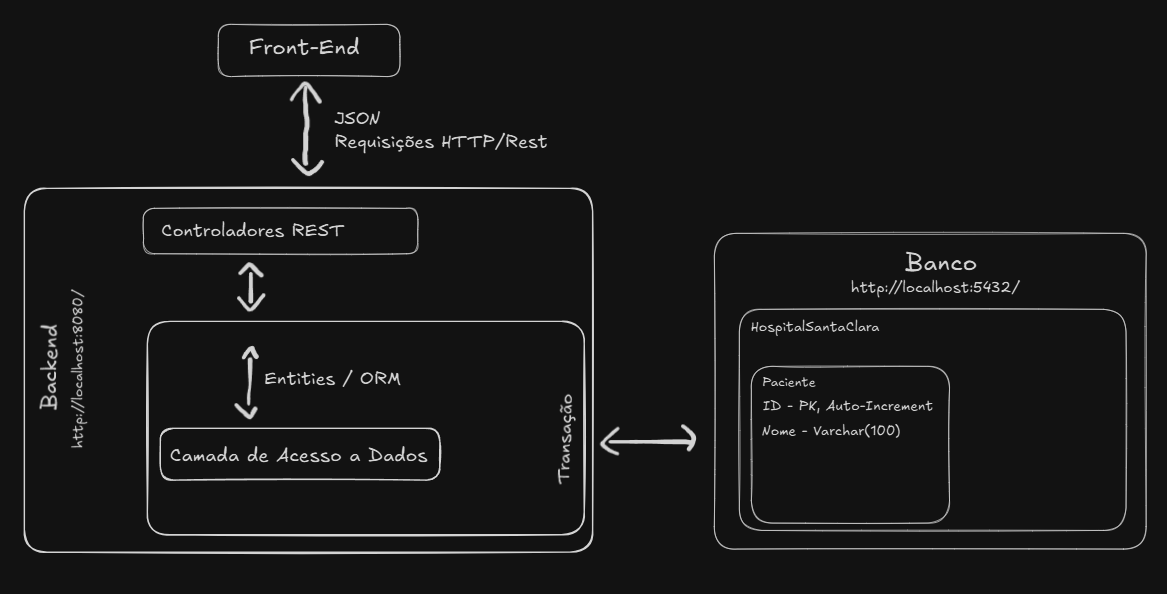 Front-End
JSON
Requisições HTTP/Rest
Controladores REST
Backend
http://localhost:8080/
Entities / ORM
Camada de Acesso a Dados
Transação
Banco
http://localhost:5432/
HospitalSantaClara
Paciente
ID - PK, Auto-Increment
Nome - Varchar(100)